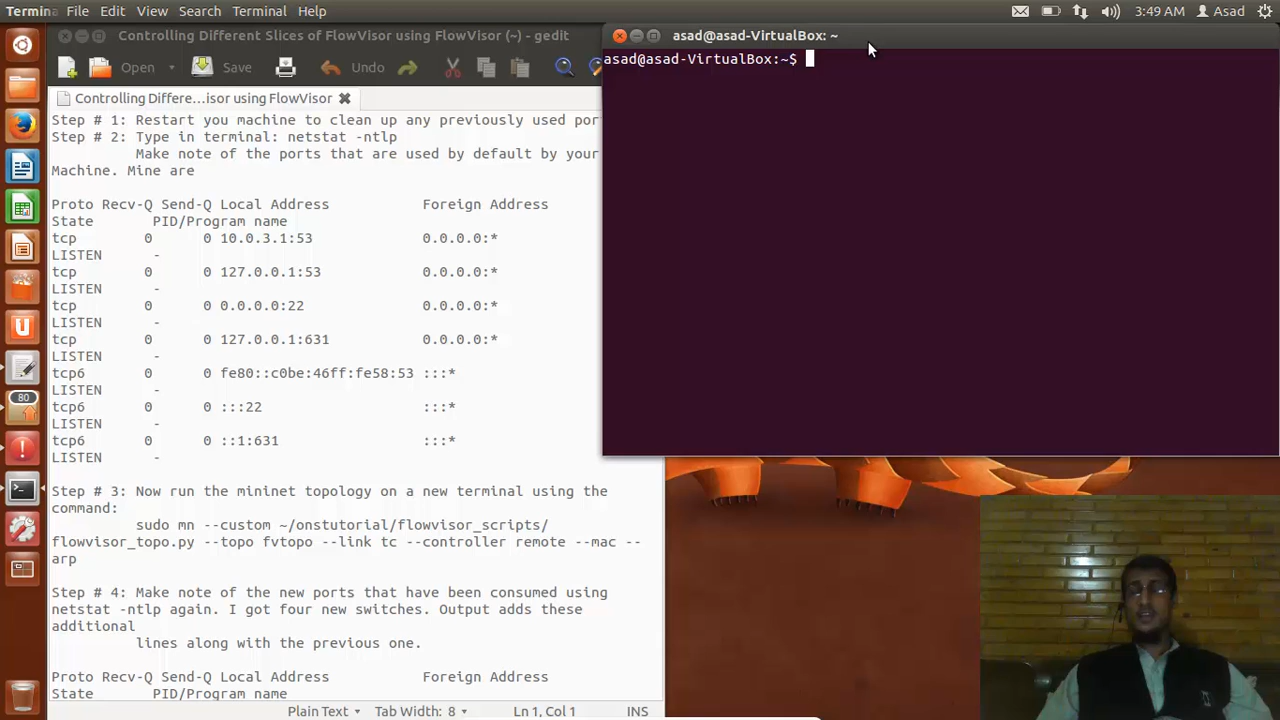 Termina File Edit View Search Terminal Help 3:49 AM Asad
Controlling Different Slices of FlowVisor using FlowVisor (~) - gedit
asad@asad-VirtualBox: ~
Open Save Undo
asad@asad-VirtualBox:~$
Controlling Differe...isor using FlowVisor
Step # 1: Restart you machine to clean up any previously used por
Step # 2: Type in terminal: netstat -ntlp
Make note of the ports that are used by default by your
Machine. Mine are
Proto Recv-Q Send-Q Local Address Foreign Address
State PID/Program name
tcp 0 0 10.0.3.1:53 0.0.0.0:*
LISTEN -
tcp 0 0 127.0.0.1:53 0.0.0.0:*
LISTEN -
tcp 0 0 0.0.0.0:22 0.0.0.0:*
LISTEN -
tcp 0 0 127.0.0.1:631 0.0.0.0:*
LISTEN -
tcp6 0 0 fe80::c0be:46ff:fe58:53 :::*
LISTEN -
tcp6 0 0 :::22 :::*
LISTEN -
tcp6 0 0 ::1:631 :::*
LISTEN -
80
Step # 3: Now run the mininet topology on a new terminal using the
command:
sudo mn --custom ~/onstutorial/flowvisor_scripts/
flowvisor_topo.py --topo fvtopo --link tc --controller remote --mac --
arp
Step # 4: Make note of the new ports that have been consumed using
netstat -ntlp again. I got four new switches. Output adds these
additional
lines along with the previous one.
Proto Recv-Q Send-Q Local Address Foreign Address
State PID/Program name
Plain Text Tab Width: 8 Ln 1, Col 1 INS